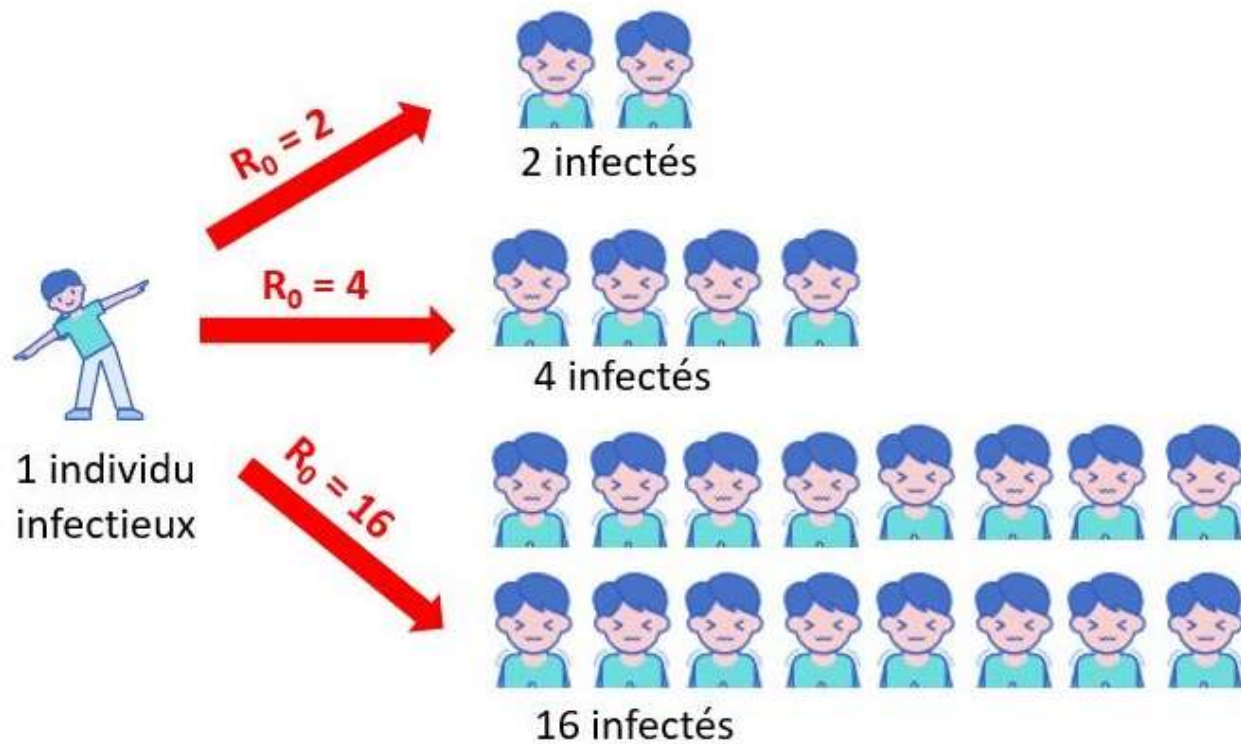 R₀ = 2
2 infectés
R₀ = 4
4 infectés
1 individu
infectieux
R₀ = 16
16 infectés